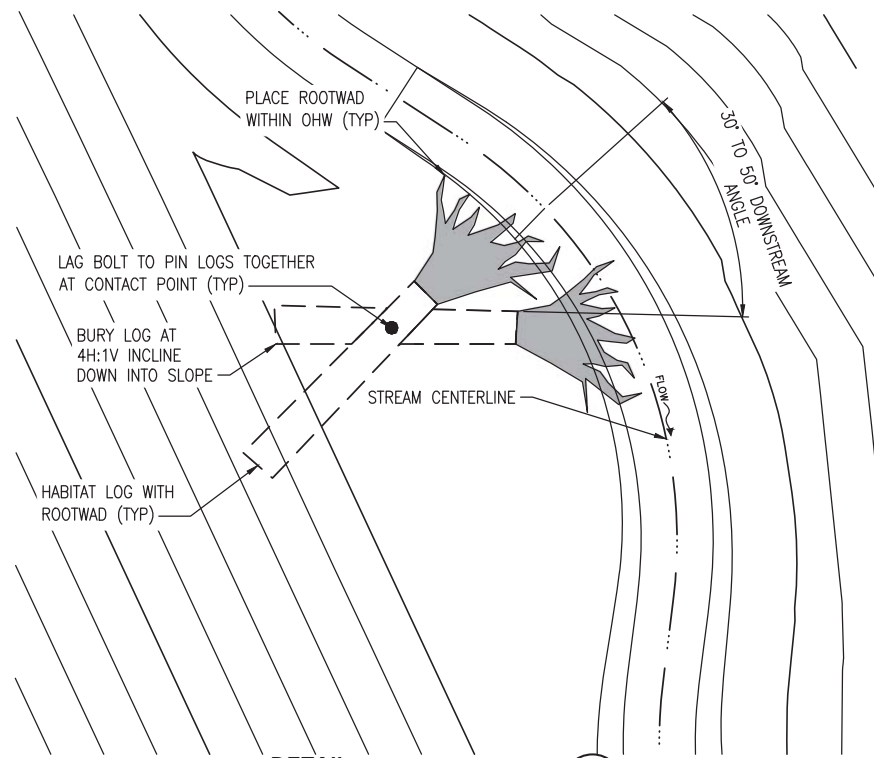 PLACE ROOTWAD
WITHIN OHW (TYP)
30° TO 50° DOWNSTREAM
ANGLE
LAG BOLT TO PIN LOGS TOGETHER
AT CONTACT POINT (TYP)
BURY LOG AT
4H:1V INCLINE
DOWN INTO SLOPE
STREAM CENTERLINE
FLOW
HABITAT LOG WITH
ROOTWAD (TYP)
DETAIL